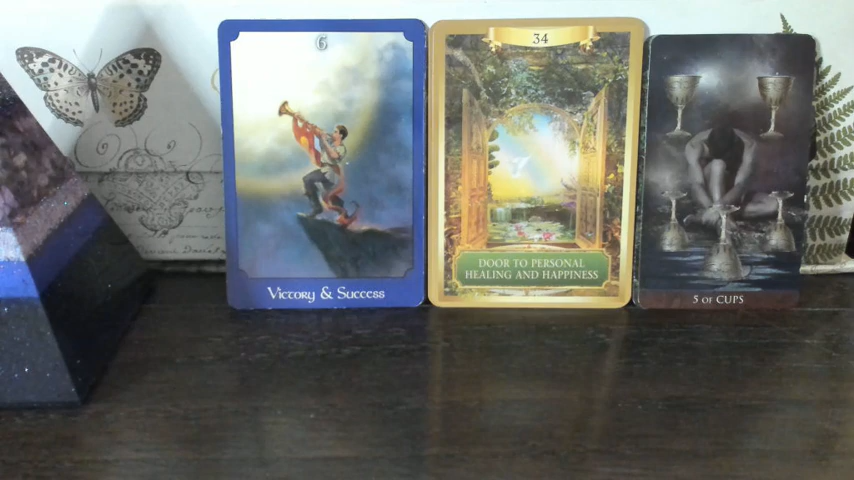 6
Victory & Success
34
DOOR TO PERSONAL
HEALING AND HAPPINESS
5 OF CUPS